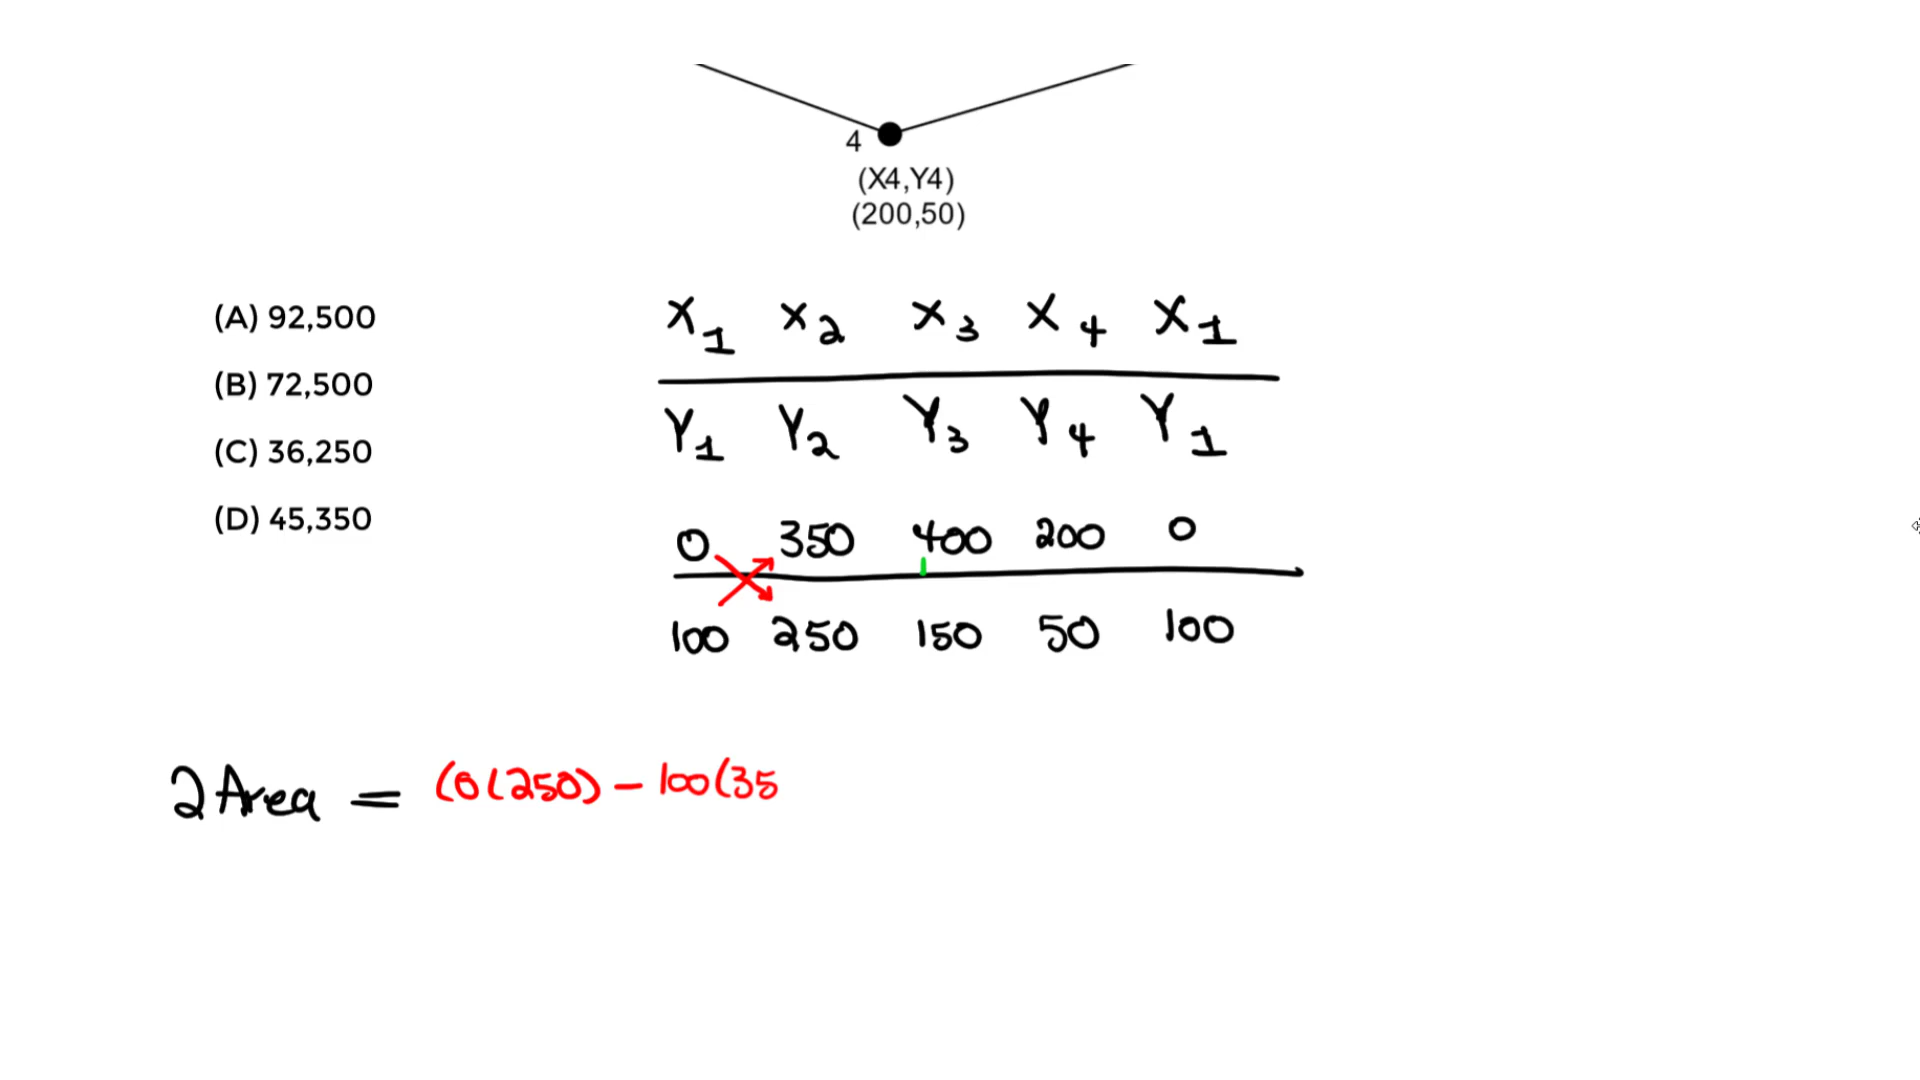 4
(X4,Y4)
(200,50)
(A) 92,500
(B) 72,500
(C) 36,250
(D) 45,350
X1 X2 X3 X4 X1
Y1 Y2 Y3 Y4 Y1
0 350 400 200 0
100 250 150 50 100
2Area = (0(250) - 100(35